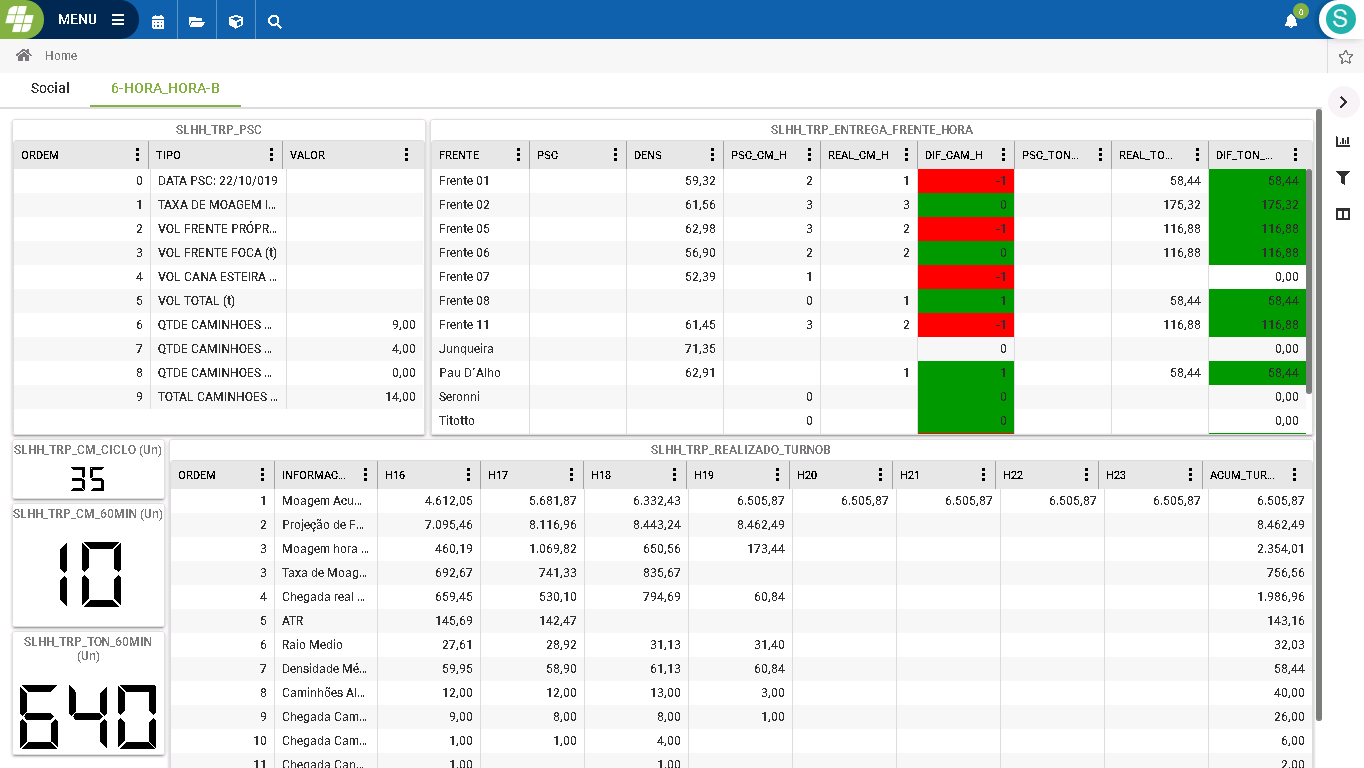 MENU
0
S
Home
Social 6-HORA_HORA-B
SLHH_TRP_PSC
ORDEM TIPO VALOR
0 DATA PSC: 22/10/019
1 TAXA DE MOAGEM I...
2 VOL FRENTE PRÓPR...
3 VOL FRENTE FOCA (t)
4 VOL CANA ESTEIRA ...
5 VOL TOTAL (t)
6 QTDE CAMINHOES ... 9,00
7 QTDE CAMINHOES ... 4,00
8 QTDE CAMINHOES ... 0,00
9 TOTAL CAMINHOES ... 14,00
SLHH_TRP_ENTREGA_FRENTE_HORA
FRENTE PSC DENS PSC_CM_H REAL_CM_H DIF_CAM_H PSC_TON... REAL_TO... DIF_TON_...
Frente 01 59,32 2 1 -1 58,44 58,44
Frente 02 61,56 3 3 0 175,32 175,32
Frente 05 62,98 3 2 -1 116,88 116,88
Frente 06 56,90 2 2 0 116,88 116,88
Frente 07 52,39 1 -1 0,00
Frente 08 0 1 1 58,44 58,44
Frente 11 61,45 3 2 -1 116,88 116,88
Junqueira 71,35 0 0,00
Pau D´Alho 62,91 1 1 58,44 58,44
Seronni 0 0 0,00
Titotto 0 0 0,00
SLHH_TRP_CM_CICLO (Un)
35
SLHH_TRP_CM_60MIN (Un)
10
SLHH_TRP_TON_60MIN
(Un)
640
SLHH_TRP_REALIZADO_TURNOB
ORDEM INFORMAC... H16 H17 H18 H19 H20 H21 H22 H23 ACUM_TUR...
1 Moagem Acu... 4.612,05 5.681,87 6.332,43 6.505,87 6.505,87 6.505,87 6.505,87 6.505,87 6.505,87
2 Projeção de F... 7.095,46 8.116,96 8.443,24 8.462,49 8.462,49
3 Moagem hora ... 460,19 1.069,82 650,56 173,44 2.354,01
3 Taxa de Moag... 692,67 741,33 835,67 756,56
4 Chegada real ... 659,45 530,10 794,69 60,84 1.986,96
5 ATR 145,69 142,47 143,16
6 Raio Medio 27,61 28,92 31,13 31,40 32,03
7 Densidade Mé... 59,95 58,90 61,13 60,84 58,44
8 Caminhões Al... 12,00 12,00 13,00 3,00 40,00
9 Chegada Cam... 9,00 8,00 8,00 1,00 26,00
10 Chegada Cam... 1,00 1,00 4,00 6,00
11 Chegada Can... 1,00 1,00 2,00